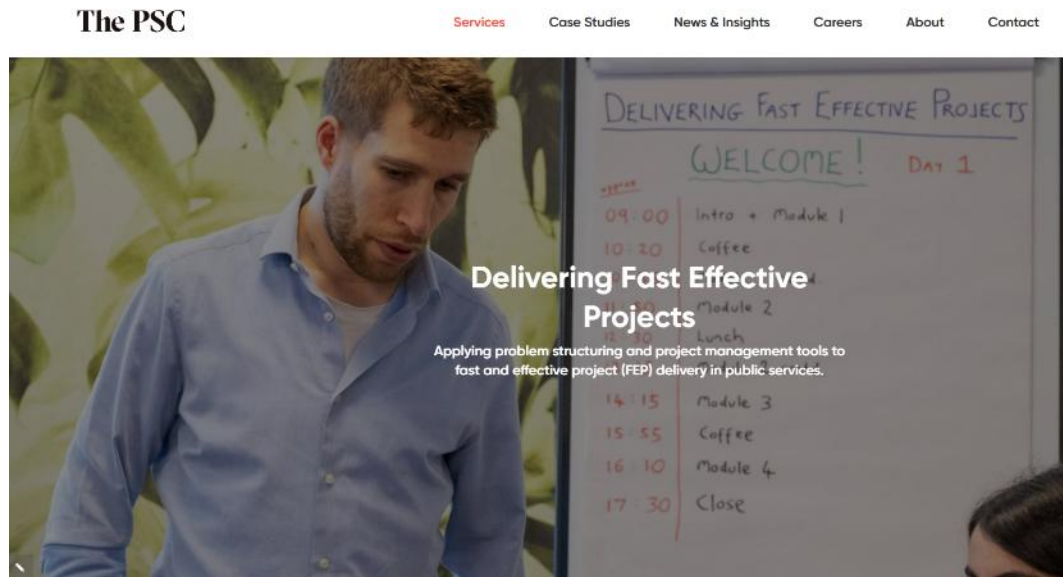 The PSC
Services Case Studies News & Insights Careers About Contact
DELIVERING FAST EFFECTIVE PROJECTS
WELCOME! DAY 1
approx
09:00 Intro + Module 1
10:20 Coffee
Delivering Fast Effective
Projects
Module 2
Lunch
Applying problem structuring and project management tools to
fast and effective project (FEP) delivery in public services.
14:15 Module 3
15:55 Coffee
16:10 Module 4
17:30 Close